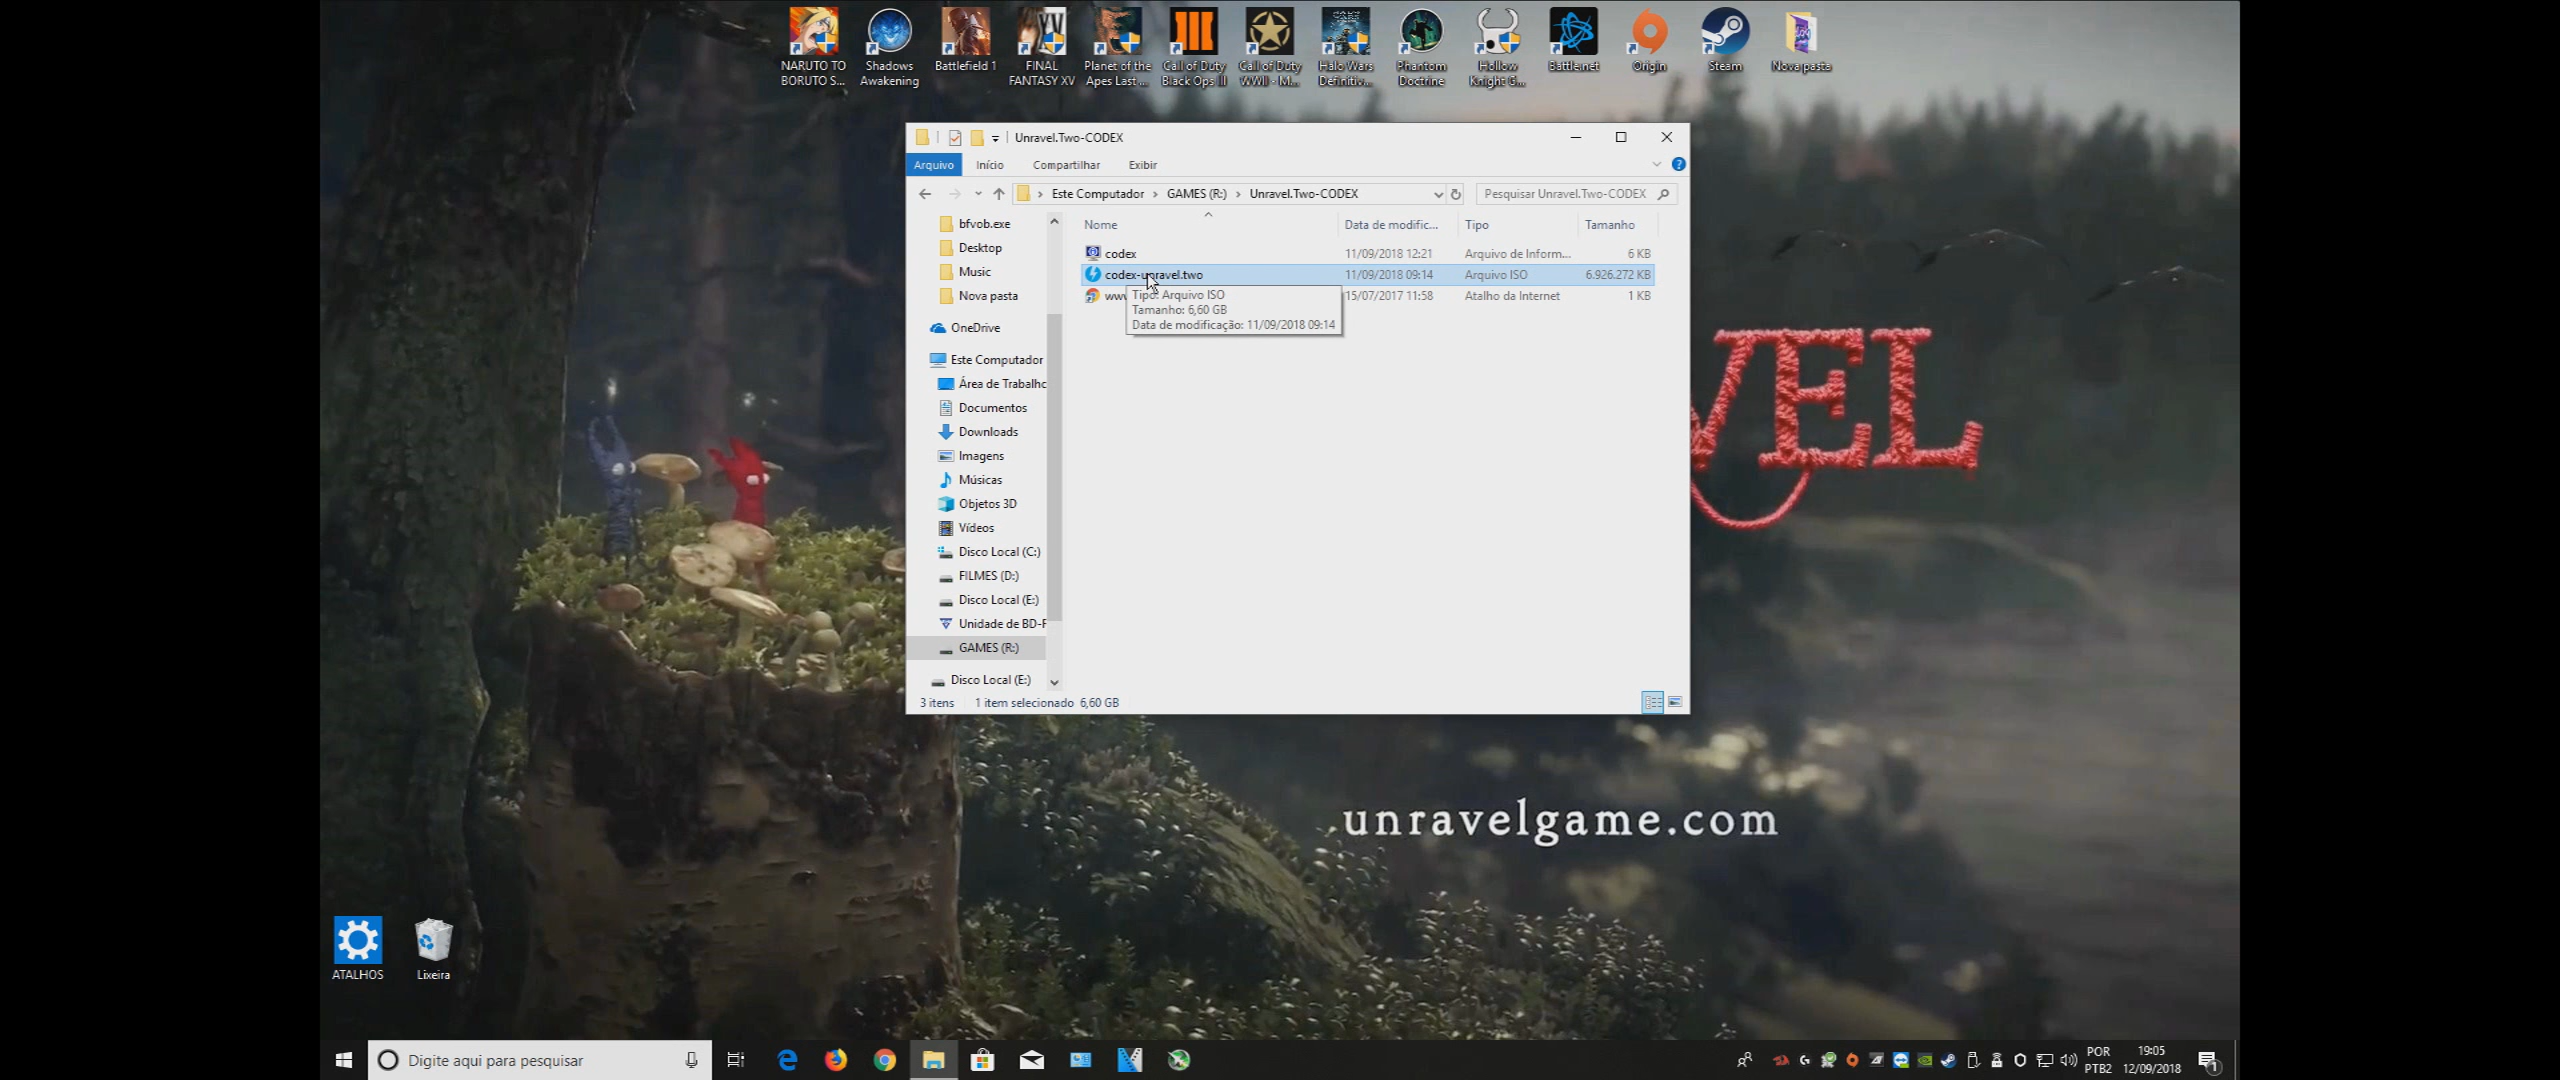 NARUTO TO
BORUTO S...
Shadows
Awakening
Battlefield 1
FINAL
FANTASY XV
Planet of the
Apes Last ...
Call of Duty
Black Ops III
Call of Duty
WWII - M...
Halo Wars
Definitiv...
Phantom
Doctrine
Hollow
Knight G...
Battle.net
Origin
Steam
Nova pasta
Unravel.Two-CODEX
Arquivo
Início
Compartilhar
Exibir
Este Computador
GAMES (R:)
Unravel.Two-CODEX
Pesquisar Unravel.Two-CODEX
Nome
Data de modific...
Tipo
Tamanho
codex
11/09/2018 12:21
Arquivo de Inform...
6 KB
codex-unravel.two
11/09/2018 09:14
Arquivo ISO
6.926.272 KB
15/07/2017 11:58
Atalho da Internet
1 KB
Tipo: Arquivo ISO
Tamanho: 6,60 GB
Data de modificação: 11/09/2018 09:14
bfvob.exe
Desktop
Music
Nova pasta
OneDrive
Este Computador
Área de Trabalho
Documentos
Downloads
Imagens
Músicas
Objetos 3D
Vídeos
Disco Local (C:)
FILMES (D:)
Disco Local (E:)
Unidade de BD-R
GAMES (R:)
Disco Local (E:)
3 itens
1 item selecionado 6,60 GB
VEL
unravelgame.com
ATALHOS
Lixeira
Digite aqui para pesquisar
POR
PTB2
19:05
12/09/2018
1